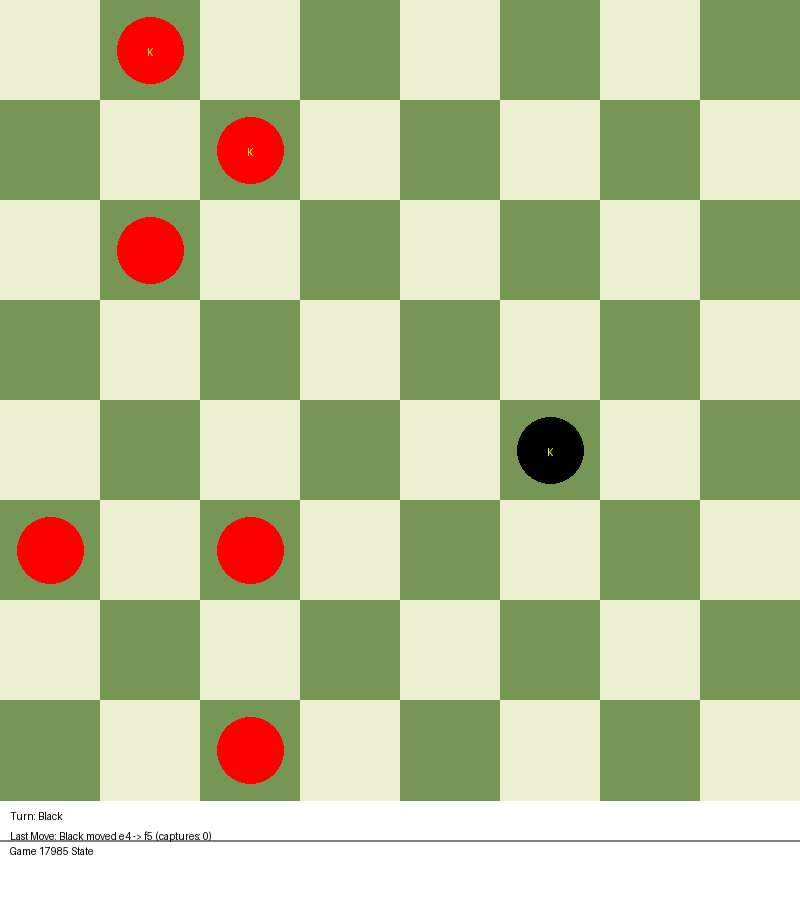 K
K
K
Turn: Black
Last Move: Black moved e4 -> f5 (captures: 0)
Game 17985 State